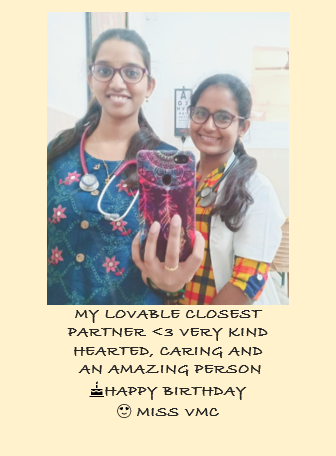 MY LOVABLE CLOSEST
PARTNER <3 VERY KIND
HEARTED, CARING AND
AN AMAZING PERSON
🎂HAPPY BIRTHDAY
🙂 MISS VMC